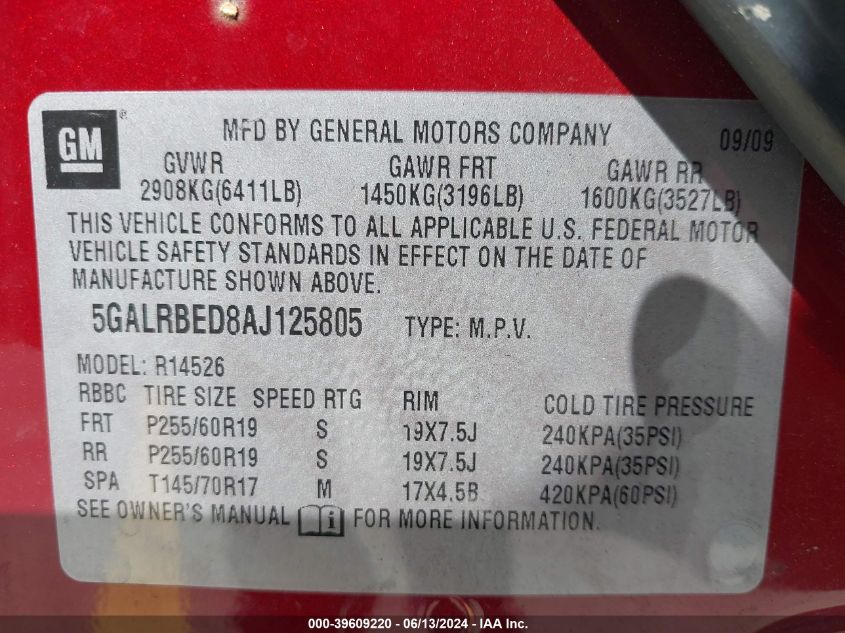 GM ® MFD BY GENERAL MOTORS COMPANY 09/09
GVWR GAWR FRT GAWR RR
2908KG(6411LB) 1450KG(3196LB) 1600KG(3527LB)
THIS VEHICLE CONFORMS TO ALL APPLICABLE U.S. FEDERAL MOTOR
VEHICLE SAFETY STANDARDS IN EFFECT ON THE DATE OF
MANUFACTURE SHOWN ABOVE.
5GALRBED8AJ125805 TYPE: M.P.V.
MODEL: R14526
RBBC TIRE SIZE SPEED RTG RIM COLD TIRE PRESSURE
FRT P255/60R19 S 19X7.5J 240KPA(35PSI)
RR P255/60R19 S 19X7.5J 240KPA(35PSI)
SPA T145/70R17 M 17X4.5B 420KPA(60PSI)
SEE OWNER'S MANUAL i FOR MORE INFORMATION.
000-39609220 - 06/13/2024 - IAA Inc.